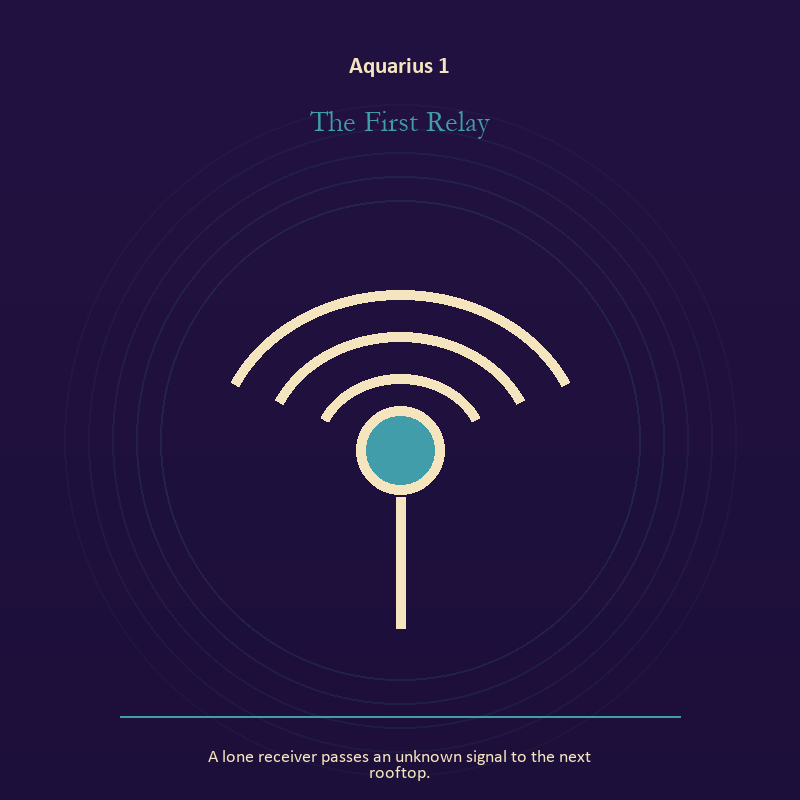 Aquarius 1
The First Relay
A lone receiver passes an unknown signal to the next
rooftop.